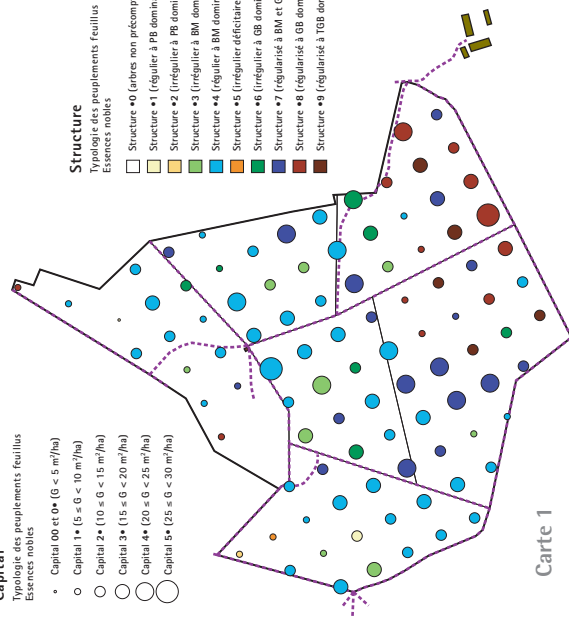 Capital
Typologie des peuplements feuillus
Essences nobles
Capital 00 et 0• (G < 5 m²/ha)
Capital 1• (5 ≤ G < 10 m²/ha)
Capital 2• (10 ≤ G < 15 m²/ha)
Capital 3• (15 ≤ G < 20 m²/ha)
Capital 4• (20 ≤ G < 25 m²/ha)
Capital 5• (25 ≤ G < 30 m²/ha)
Structure
Typologie des peuplements feuillus
Essences nobles
Structure •0 (arbres non précomp
Structure •1 (régulier à PB domin
Structure •2 (irrégulier à PB domin
Structure •3 (irrégulier à BM dom
Structure •4 (régulier à BM domin
Structure •5 (irrégulier déficitaire
Structure •6 (irrégulier à GB domi
Structure •7 (régularisé à BM et G
Structure •8 (régularisé à GB dom
Structure •9 (régularisé à TGB do
Carte 1